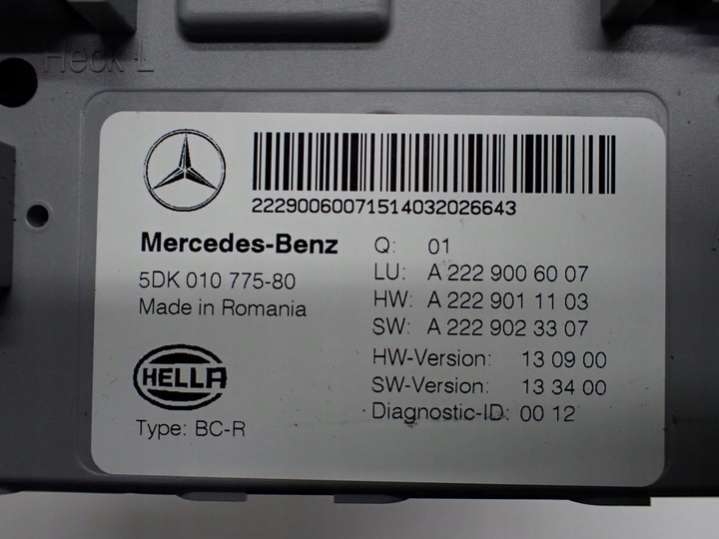 Heck L
22290060071514032026643
Mercedes-Benz
5DK 010 775-80
Made in Romania
HELLA
Type: BC-R
Q: 01
LU: A 222 900 60 07
HW: A 222 901 11 03
SW: A 222 902 33 07
HW-Version: 13 09 00
SW-Version: 13 34 00
Diagnostic-ID: 00 12